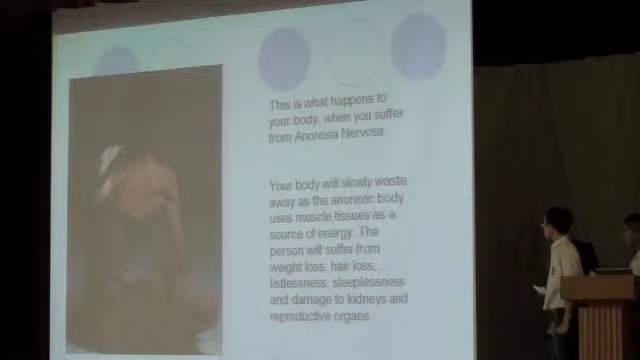 This is what happens to
your body, when you suffer
from Anorexia Nervosa
Your body will slowly waste
away as the anorexic body
uses muscle tissues as a
source of energy. The
person will suffer from
weight loss, hair loss,
listlessness, sleeplessness
and damage to kidneys and
reproductive organs.